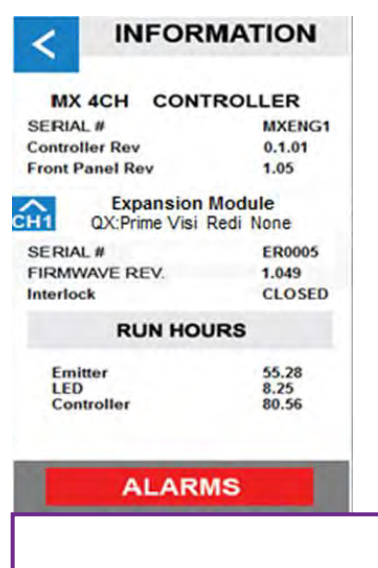 <
INFORMATION
MX 4CH CONTROLLER
SERIAL # MXENG1
Controller Rev 0.1.01
Front Panel Rev 1.05
CH1
Expansion Module
QX:Prime Visi Redi None
SERIAL # ER0005
FIRMWAVE REV. 1.049
Interlock CLOSED
RUN HOURS
Emitter 55.28
LED 8.25
Controller 80.56
ALARMS